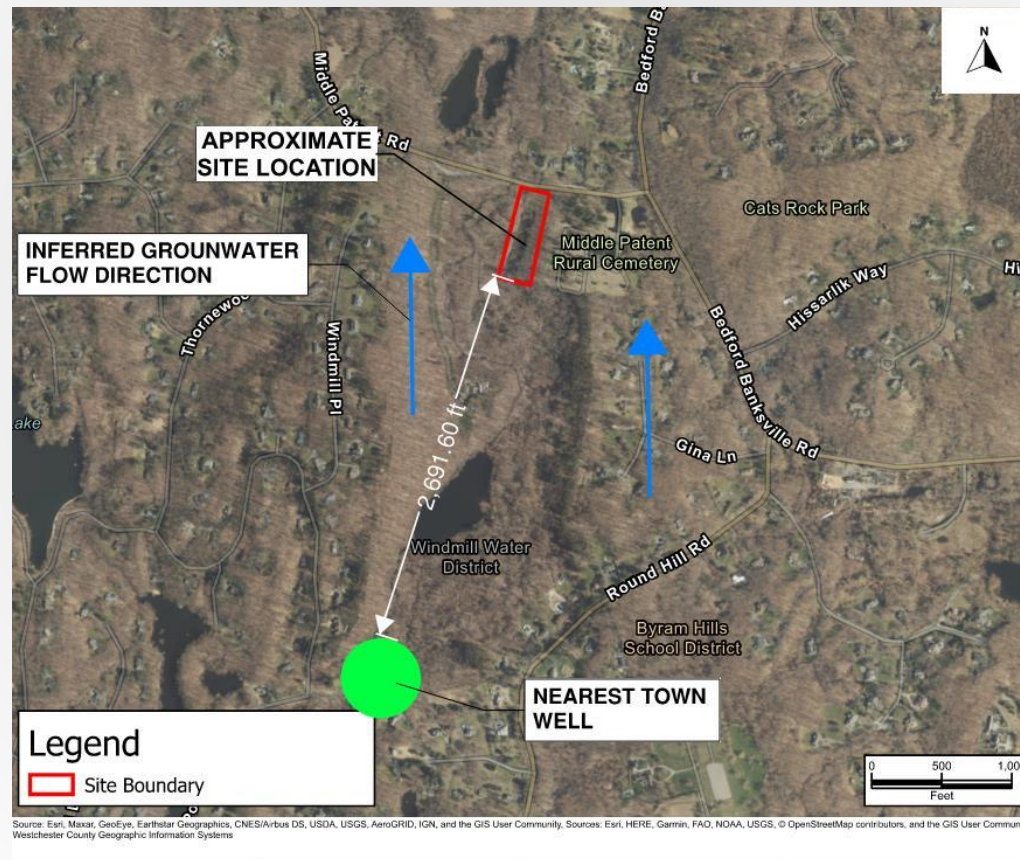 N
Middle Patent Rd
Bedford Ba
APPROXIMATE
SITE LOCATION
Cats Rock Park
INFERRED GROUNWATER
FLOW DIRECTION
Middle Patent
Rural Cemetery
Hissarlik Way
Hi
Thornewoo
Windmill Pl
Bedford Banksville Rd
ake
2,691.60 ft
Gina Ln
Windmill Water
District
Round Hill Rd
Byram Hills
School District
NEAREST TOWN
WELL
Legend
Site Boundary
0 500 1,00
Feet
Source: Esri, Maxar, GeoEye, Earthstar Geographics, CNES/Airbus DS, USDA, USGS, AeroGRID, IGN, and the GIS User Community, Sources: Esri, HERE, Garmin, FAO, NOAA, USGS, © OpenStreetMap contributors, and the GIS User Commun
Westchester County Geographic Information Systems